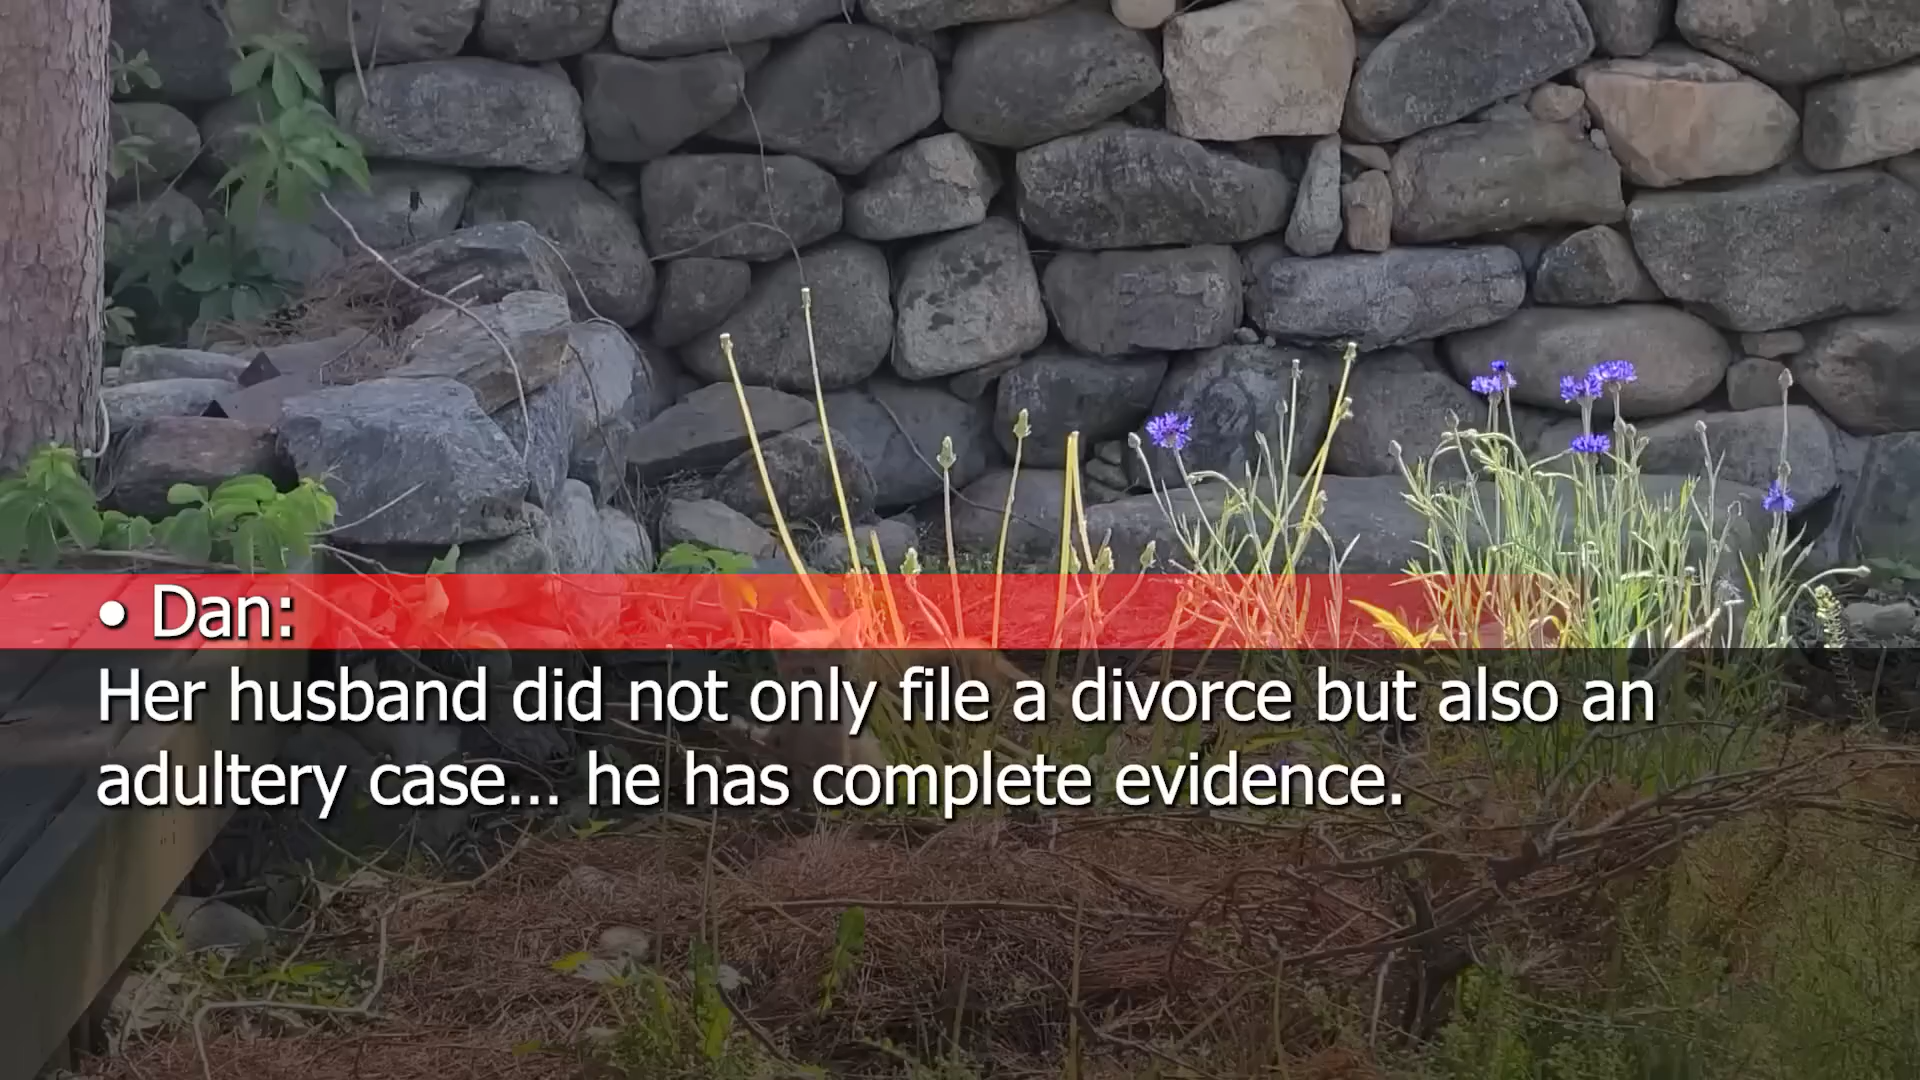 • Dan:
Her husband did not only file a divorce but also an
adultery case... he has complete evidence.